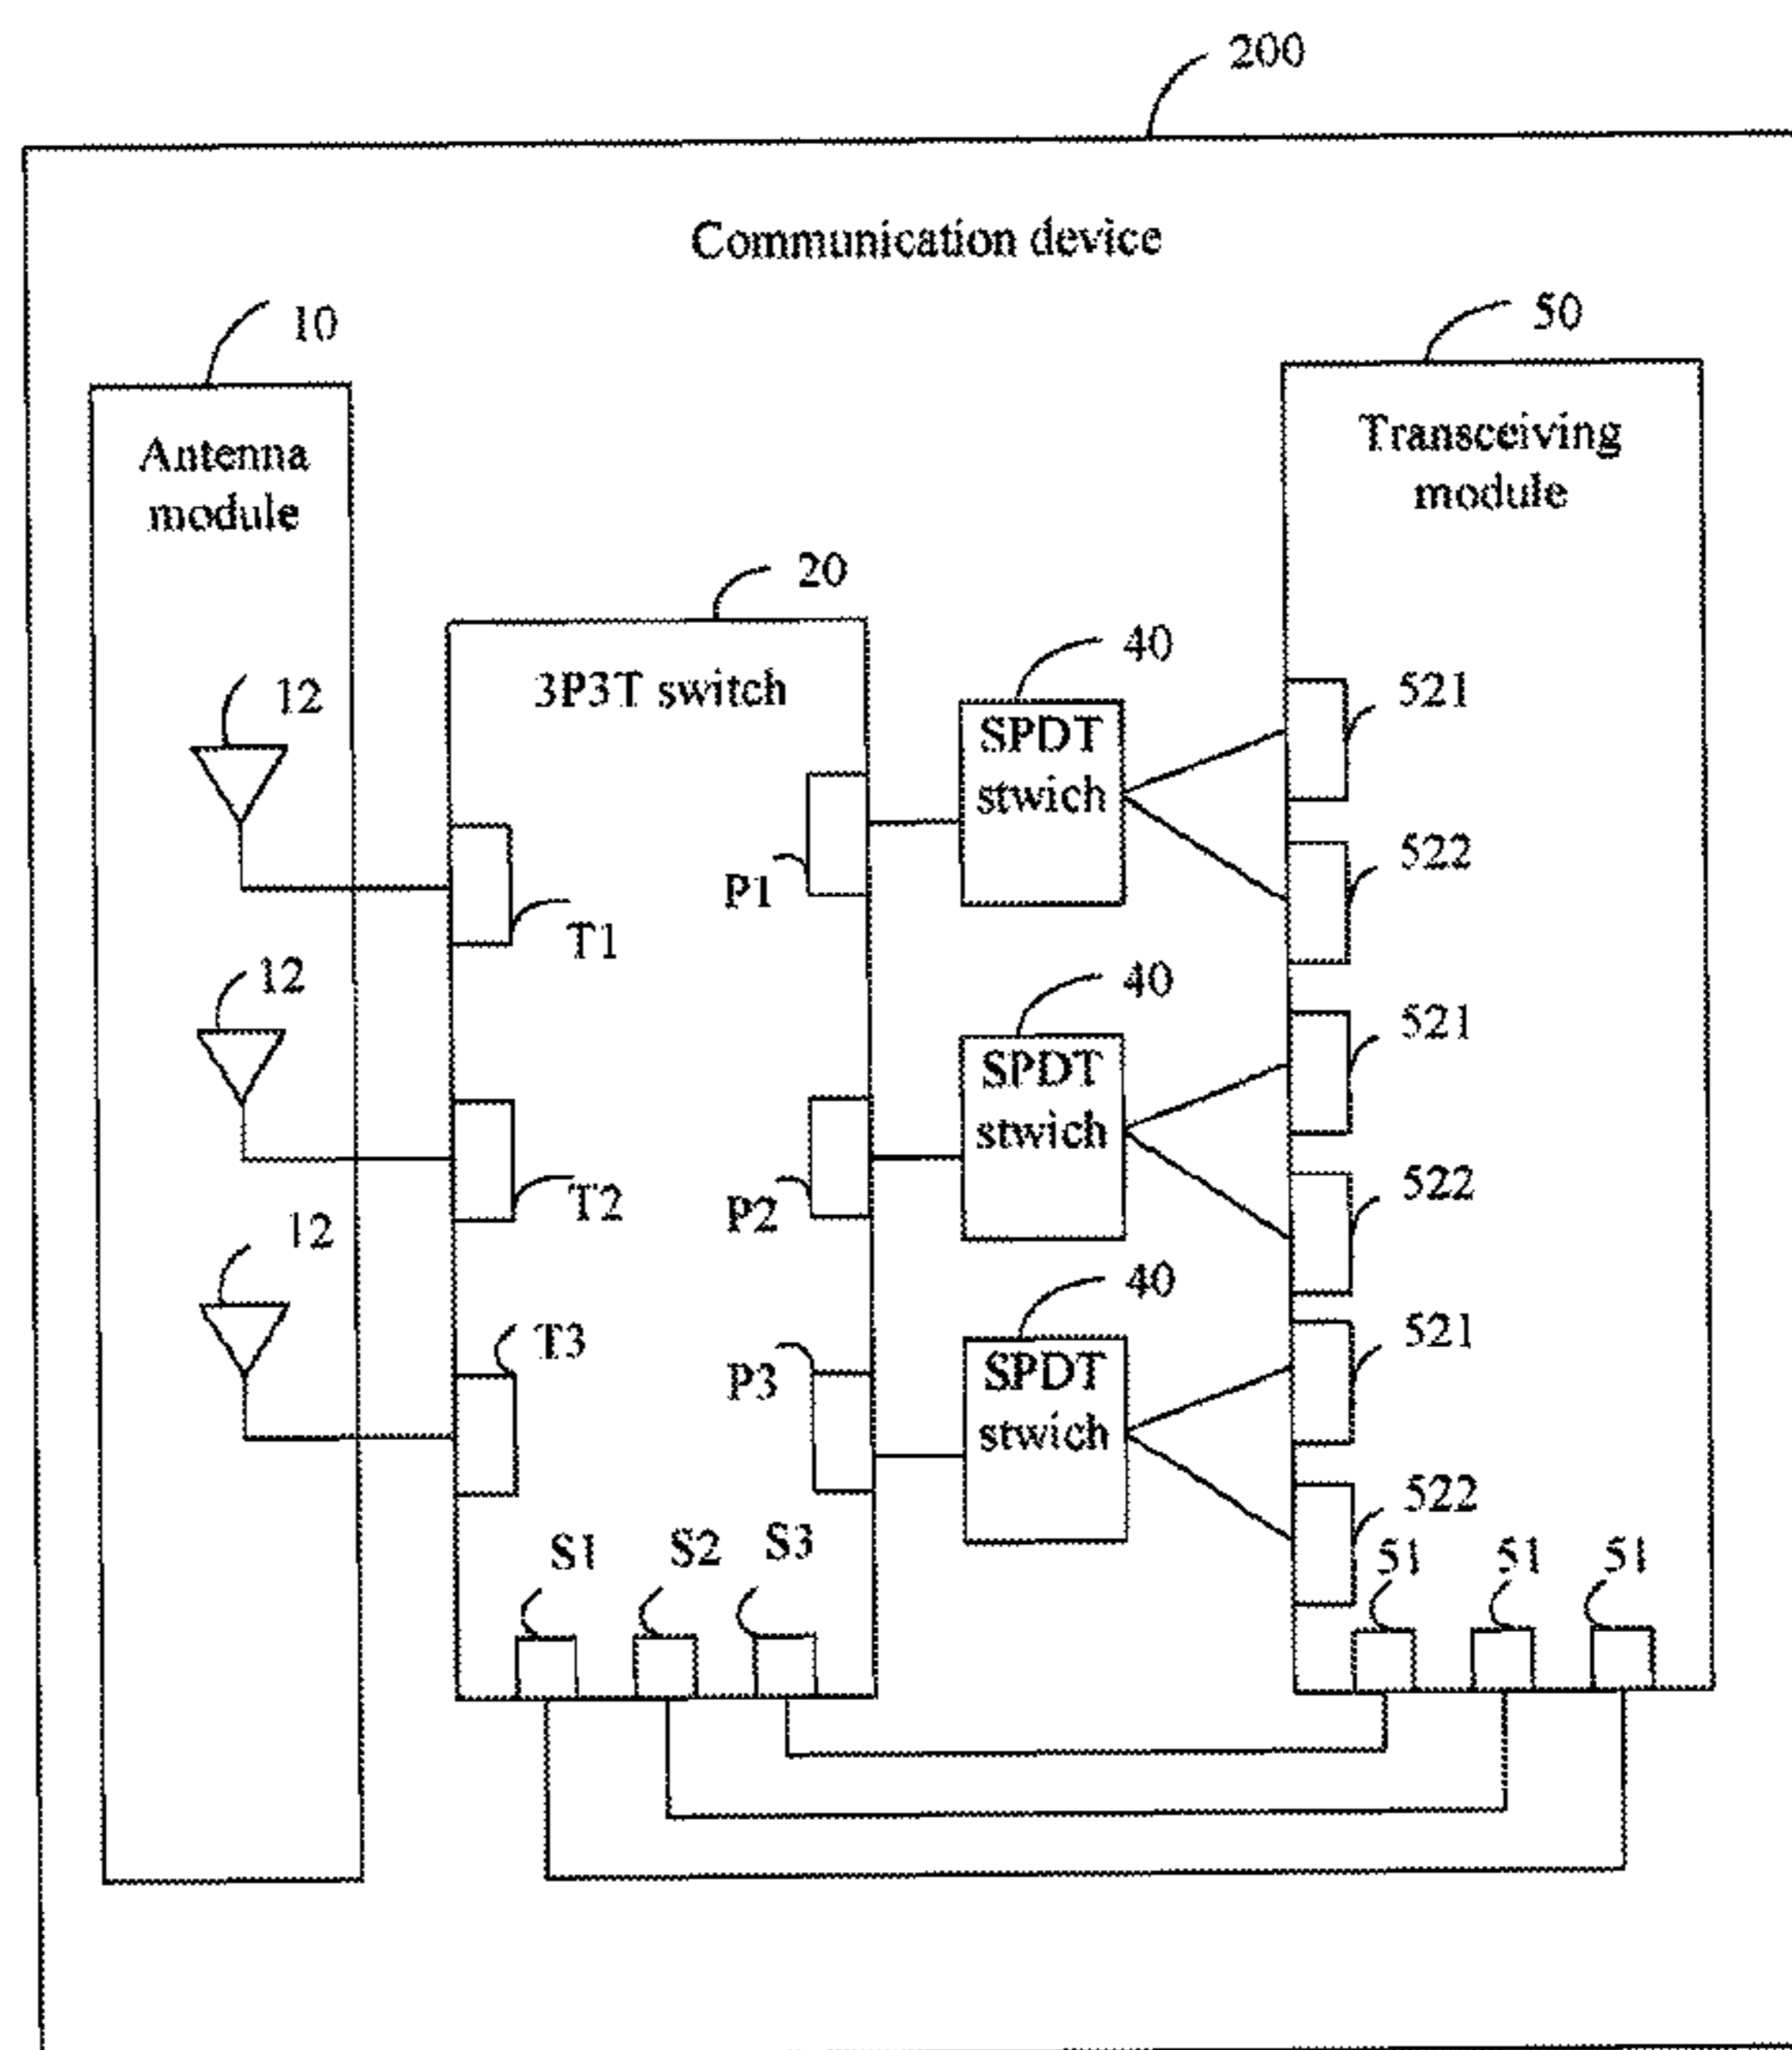 200
Communication device
10
50
Antenna
module
Transceiving
module
20
3P3T switch
40
SPDT
stwich
521
12
P1
522
T1
12
40
SPDT
stwich
521
T2
P2
522
12
40
SPDT
stwich
521
T3
P3
522
S1
S2
S3
51
51
51